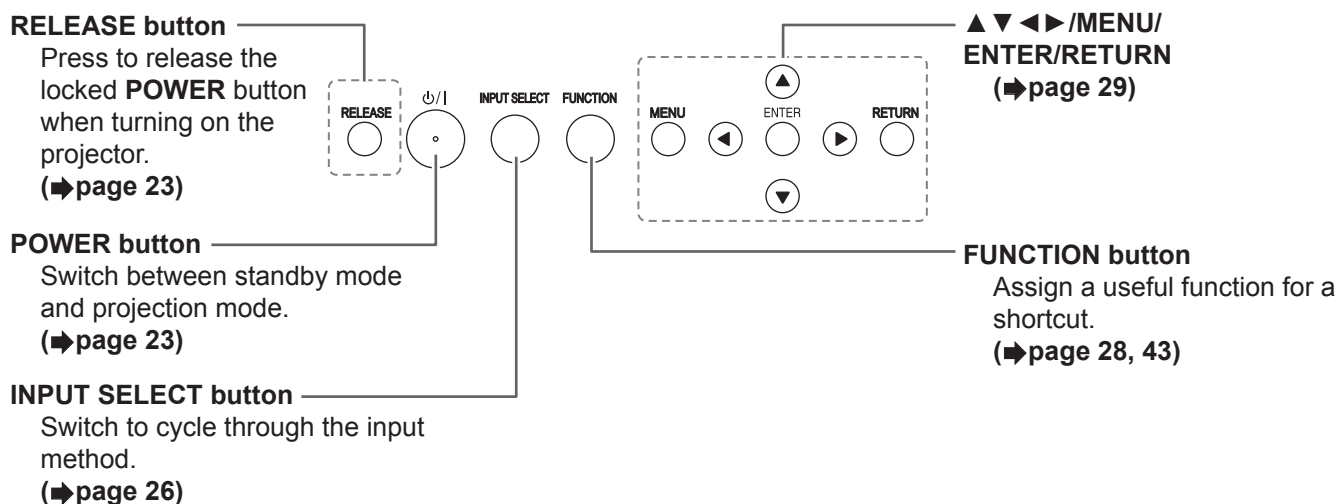 RELEASE button
Press to release the
locked POWER button
when turning on the
projector.
(➡page 23)
POWER button
Switch between standby mode
and projection mode.
(➡page 23)
INPUT SELECT button
Switch to cycle through the input
method.
(➡page 26)
RELEASE
⏻/|
INPUT SELECT
FUNCTION
MENU
ENTER
RETURN
▲▼◀▶/MENU/
ENTER/RETURN
(➡page 29)
FUNCTION button
Assign a useful function for a
shortcut.
(➡page 28, 43)